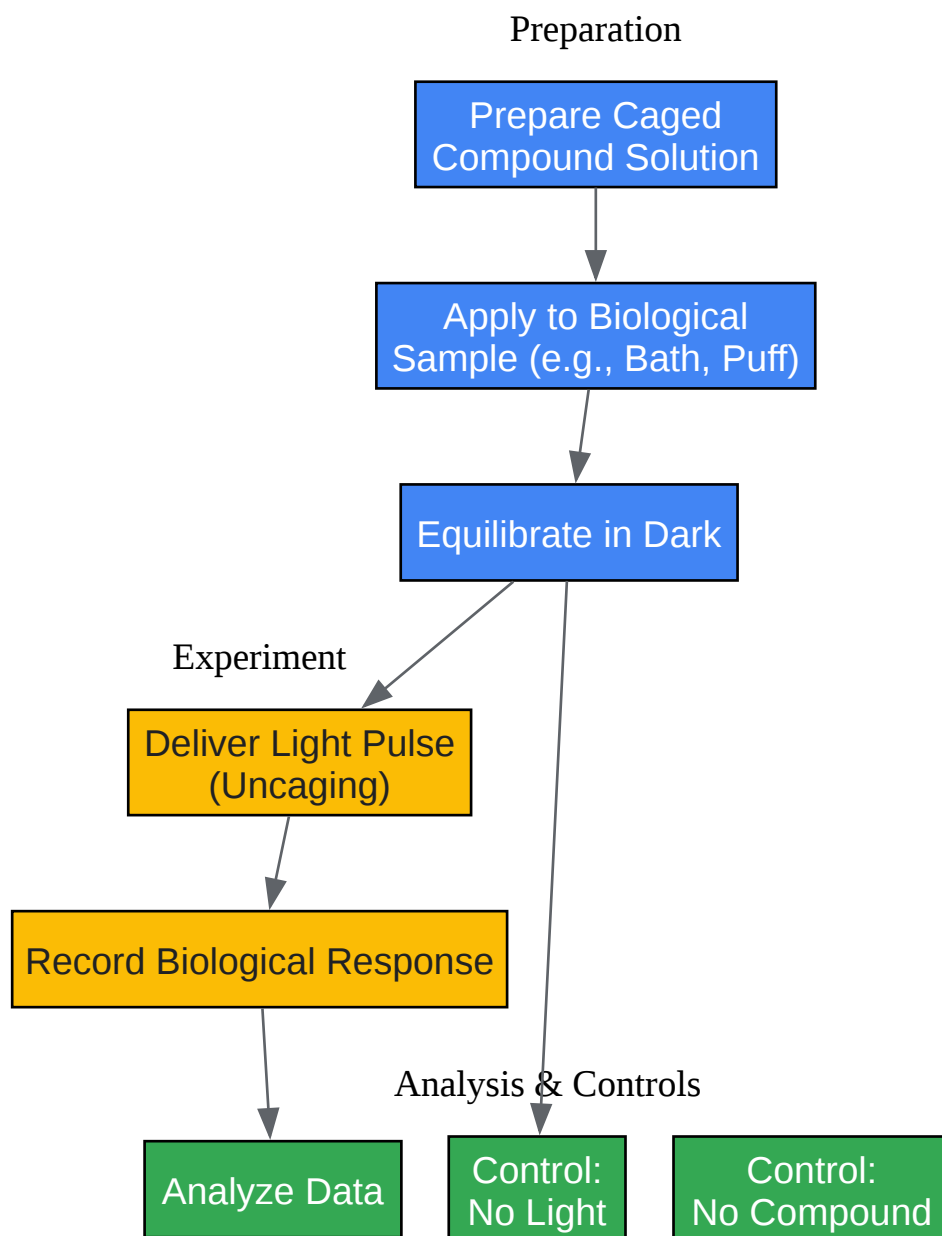 Preparation
Prepare Caged
Compound Solution
Apply to Biological
Sample (e.g., Bath, Puff)
Equilibrate in Dark
Experiment
Deliver Light Pulse
(Uncaging)
Record Biological Response
Analysis & Controls
Analyze Data
Control:
No Light
Control:
No Compound